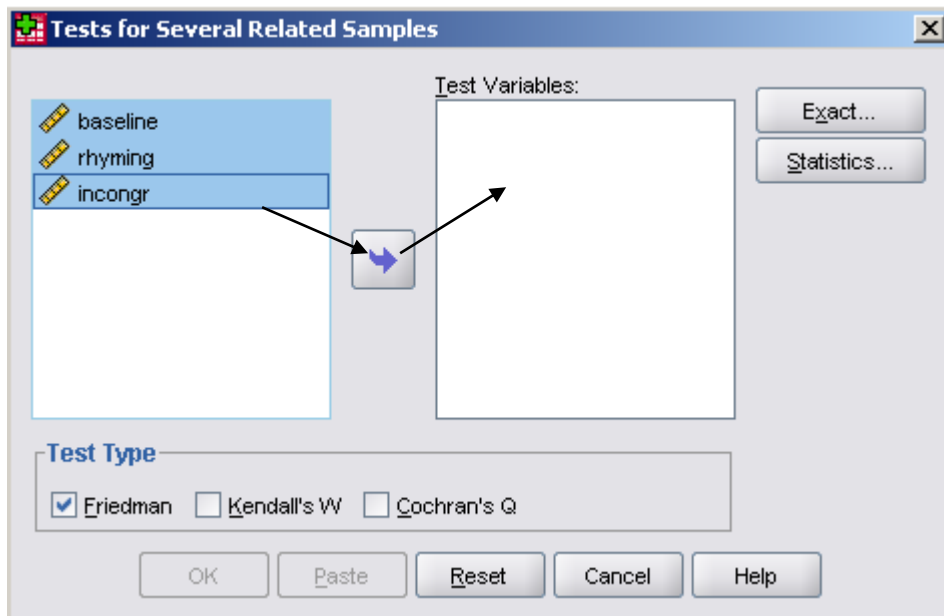 Tests for Several Related Samples
baseline
rhyming
incongr
Test Variables:
Exact...
Statistics...
Test Type
Friedman Kendall's W Cochran's Q
OK Paste Reset Cancel Help